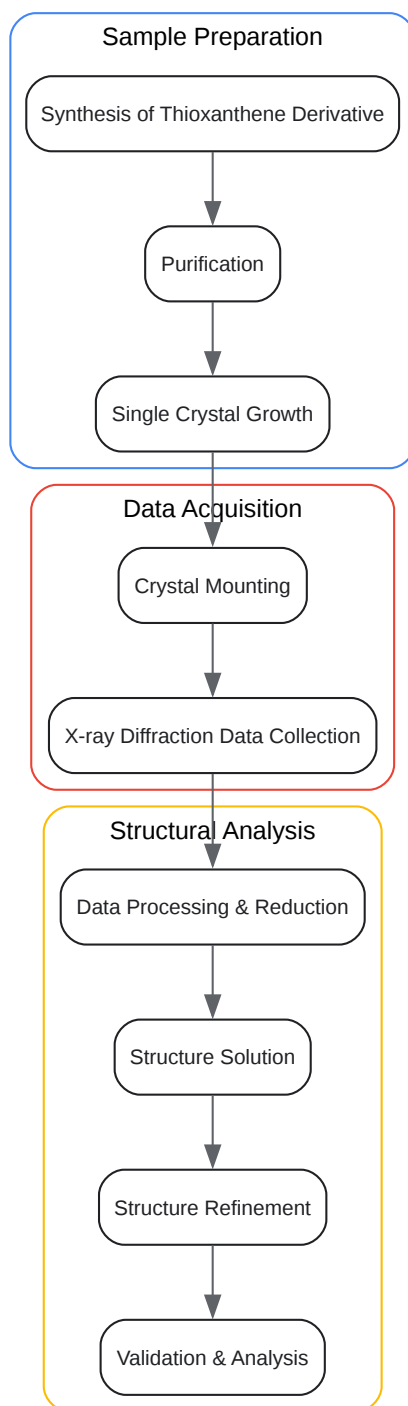 Sample Preparation
Synthesis of Thioxanthene Derivative
Purification
Single Crystal Growth
Data Acquisition
Crystal Mounting
X-ray Diffraction Data Collection
Structural Analysis
Data Processing & Reduction
Structure Solution
Structure Refinement
Validation & Analysis